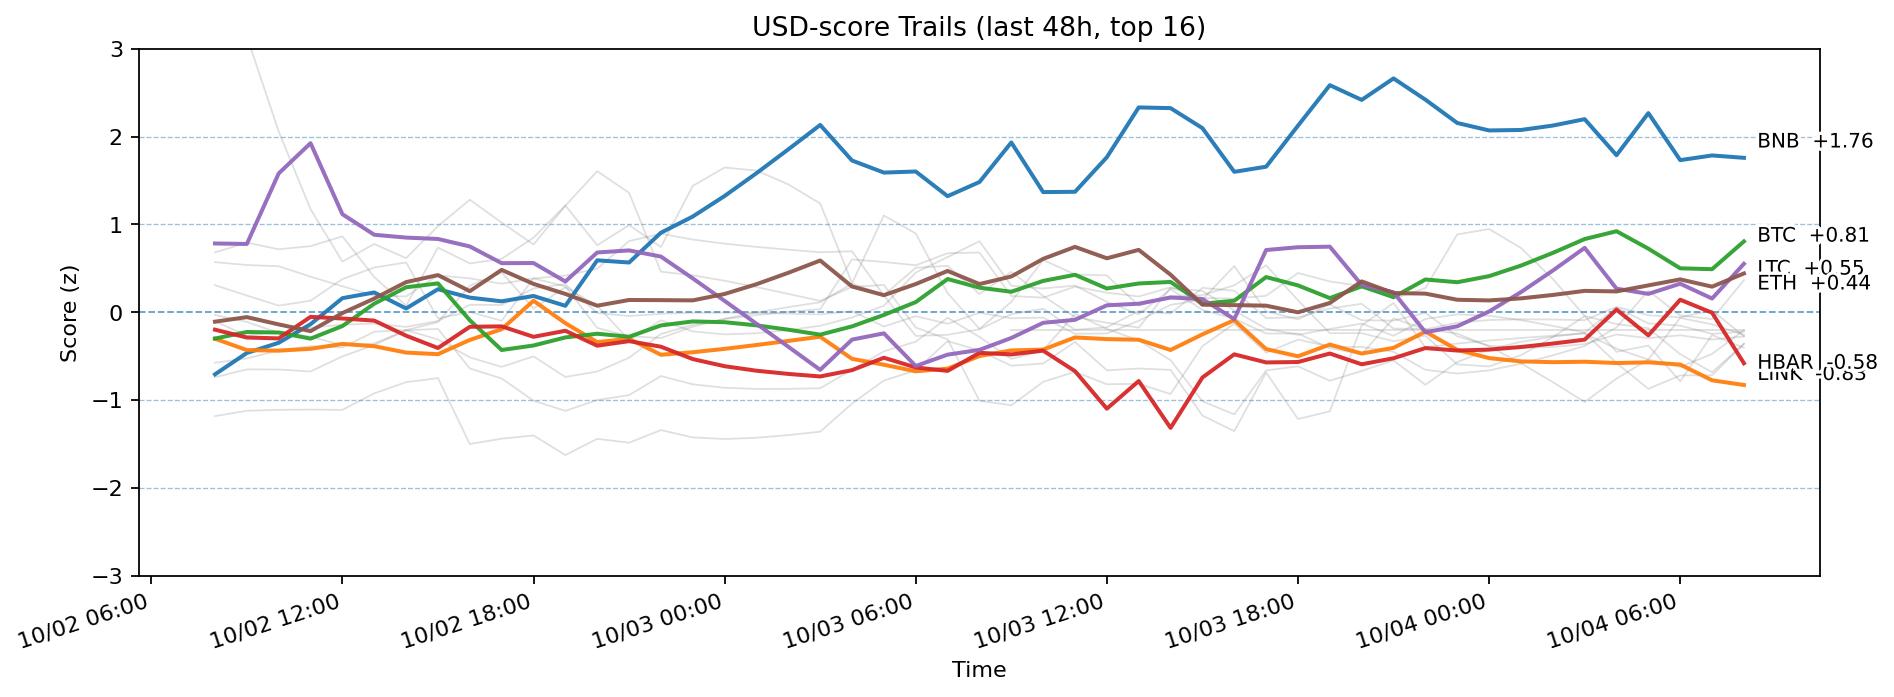 USD-score Trails (last 48h, top 16)
3
2
1
0
−1
−2
−3
Score (z)
BNB +1.76
BTC +0.81
LTC +0.55
ETH +0.44
HBAR -0.58
LINK -0.83
10/02 06:00
10/02 12:00
10/02 18:00
10/03 00:00
10/03 06:00
10/03 12:00
10/03 18:00
10/04 00:00
10/04 06:00
Time